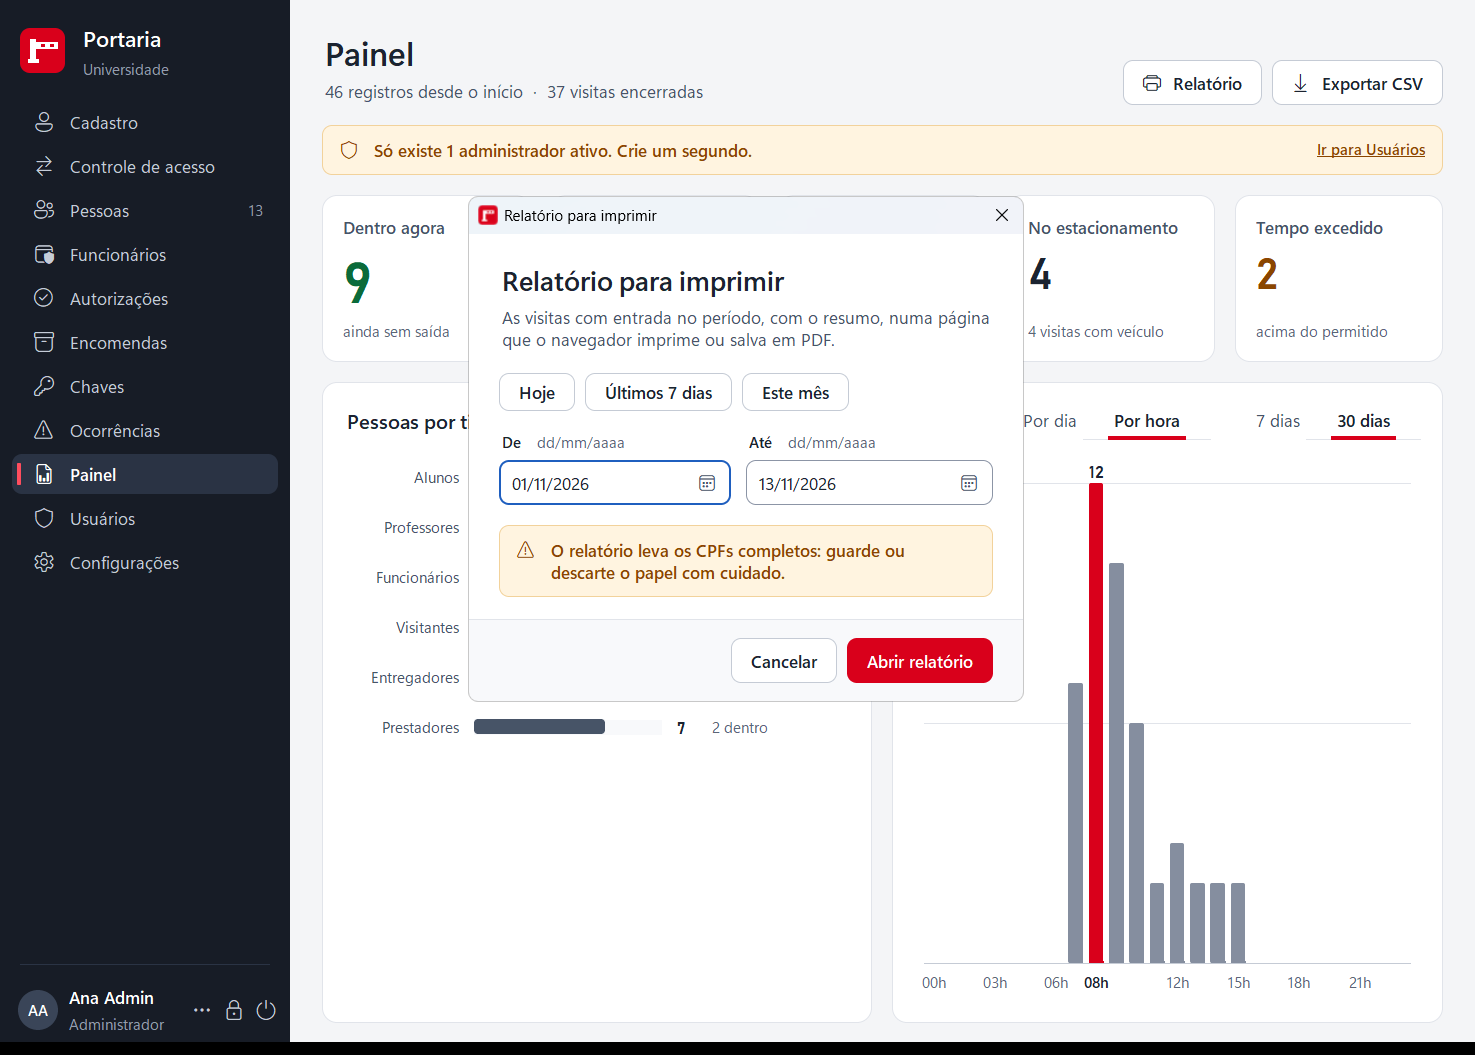 Portaria
Universidade
Cadastro
Controle de acesso
Pessoas 13
Funcionários
Autorizações
Encomendas
Chaves
Ocorrências
Painel
Usuários
Configurações
AA
Ana Admin
Administrador
Painel
46 registros desde o início · 37 visitas encerradas
Relatório
Exportar CSV
Só existe 1 administrador ativo. Crie um segundo.
Ir para Usuários
Dentro agora
9
ainda sem saída
No estacionamento
4
4 visitas com veículo
Tempo excedido
2
acima do permitido
Relatório para imprimir
Relatório para imprimir
As visitas com entrada no período, com o resumo, numa página
que o navegador imprime ou salva em PDF.
Hoje
Últimos 7 dias
Este mês
De dd/mm/aaaa
Até dd/mm/aaaa
01/11/2026
13/11/2026
O relatório leva os CPFs completos: guarde ou
descarte o papel com cuidado.
Cancelar
Abrir relatório
Pessoas por
Alunos
Professores
Funcionários
Visitantes
Entregadores
Prestadores 7 2 dentro
Por dia Por hora 7 dias 30 dias
12
00h 03h 06h 08h 12h 15h 18h 21h